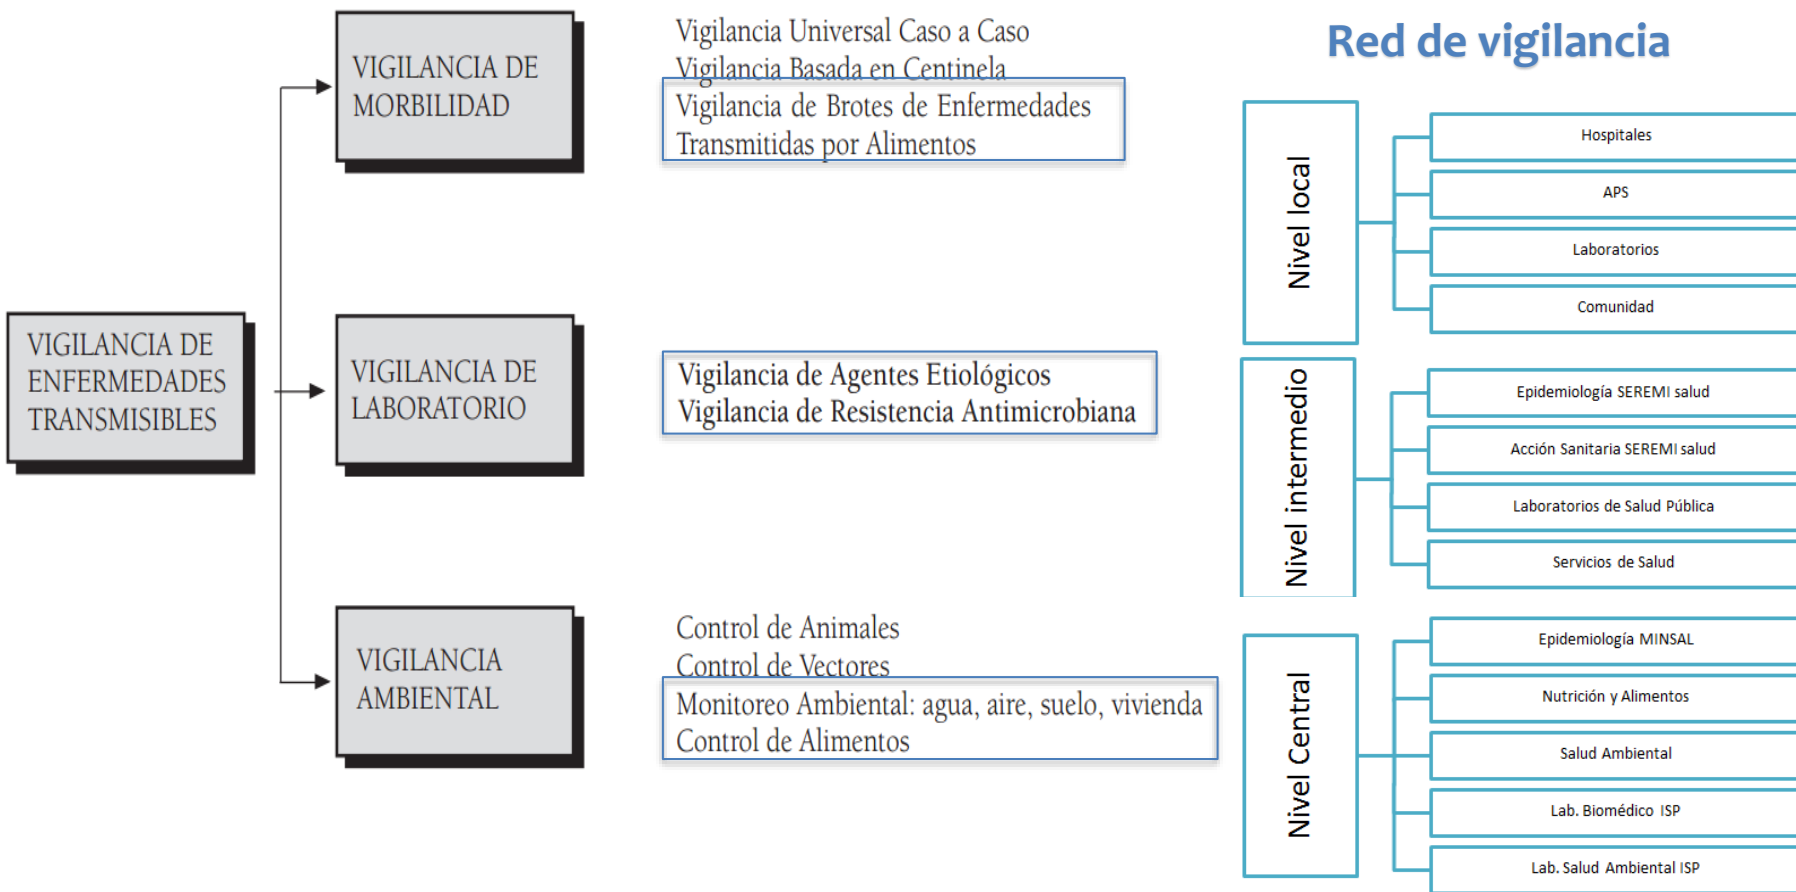 VIGILANCIA DE
ENFERMEDADES
TRANSMISIBLES
VIGILANCIA DE
MORBILIDAD
Vigilancia Universal Caso a Caso
Vigilancia Basada en Centinela
Vigilancia de Brotes de Enfermedades
Transmitidas por Alimentos
VIGILANCIA DE
LABORATORIO
Vigilancia de Agentes Etiológicos
Vigilancia de Resistencia Antimicrobiana
VIGILANCIA
AMBIENTAL
Control de Animales
Control de Vectores
Monitoreo Ambiental: agua, aire, suelo, vivienda
Control de Alimentos
Red de vigilancia
Nivel local
Hospitales
APS
Laboratorios
Comunidad
Nivel intermedio
Epidemiología SEREMI salud
Acción Sanitaria SEREMI salud
Laboratorios de Salud Pública
Servicios de Salud
Nivel Central
Epidemiología MINSAL
Nutrición y Alimentos
Salud Ambiental
Lab. Biomédico ISP
Lab. Salud Ambiental ISP